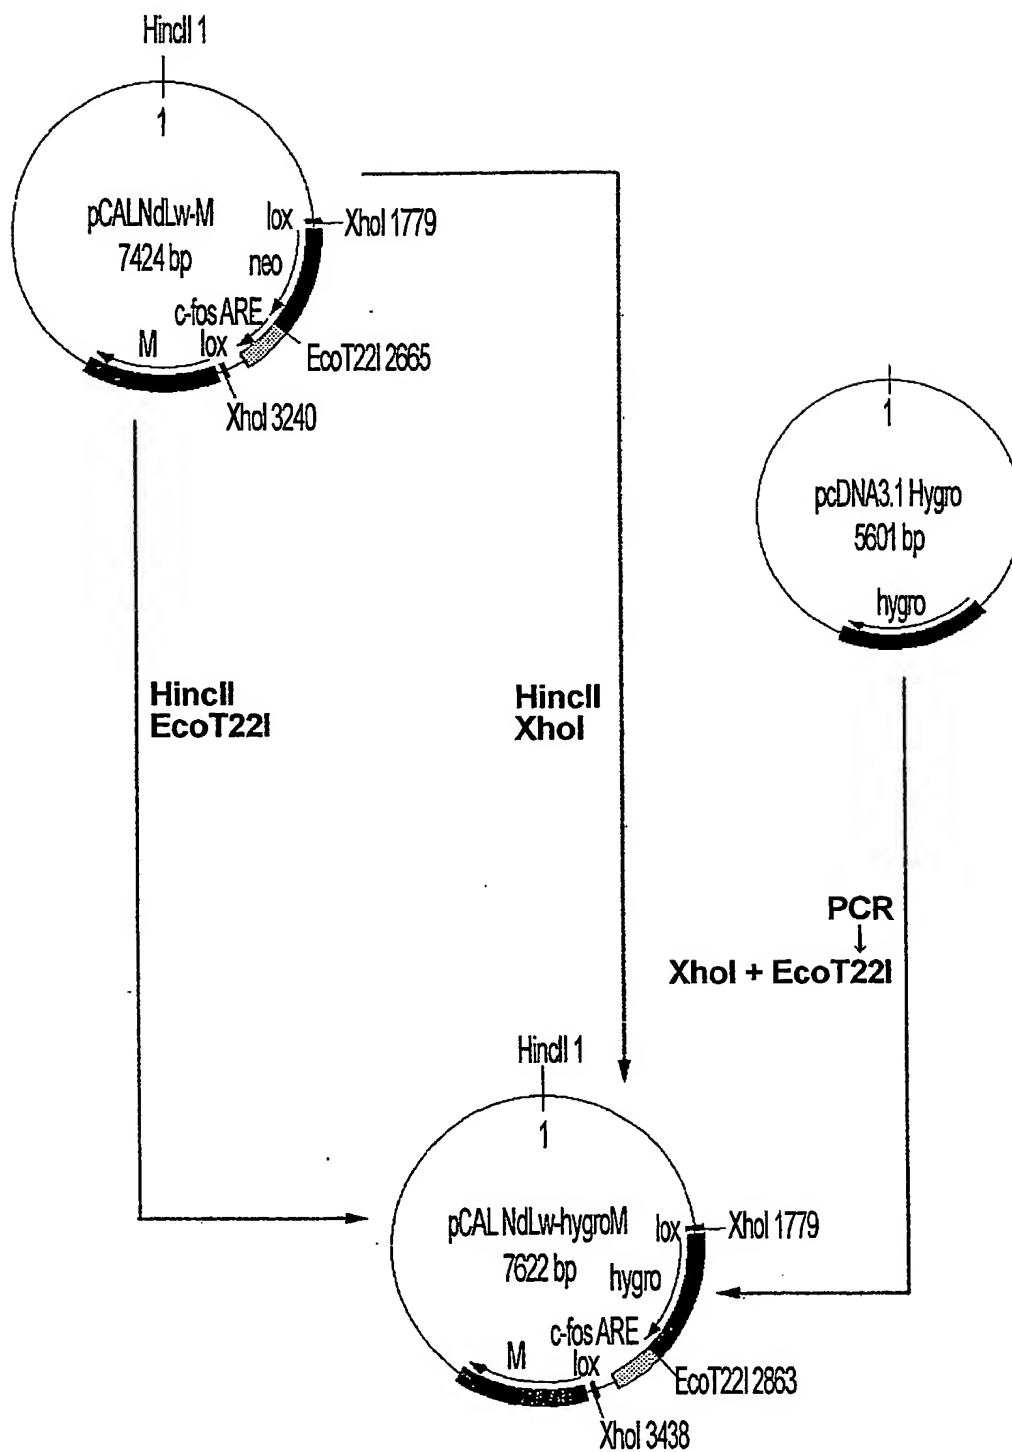 HincII 1
1
pCALNdLw-M
7424 bp
lox
XhoI 1779
neo
c-fos ARE
M
lox
EcoT22I 2665
XhoI 3240
1
pcDNA3.1 Hygro
5601 bp
hygro
HincII
EcoT22I
HincII
XhoI
PCR
↓
XhoI + EcoT22I
HincII 1
1
pCALNdLw-hygroM
7622 bp
lox
XhoI 1779
hygro
c-fos ARE
M
lox
EcoT22I 2863
XhoI 3438